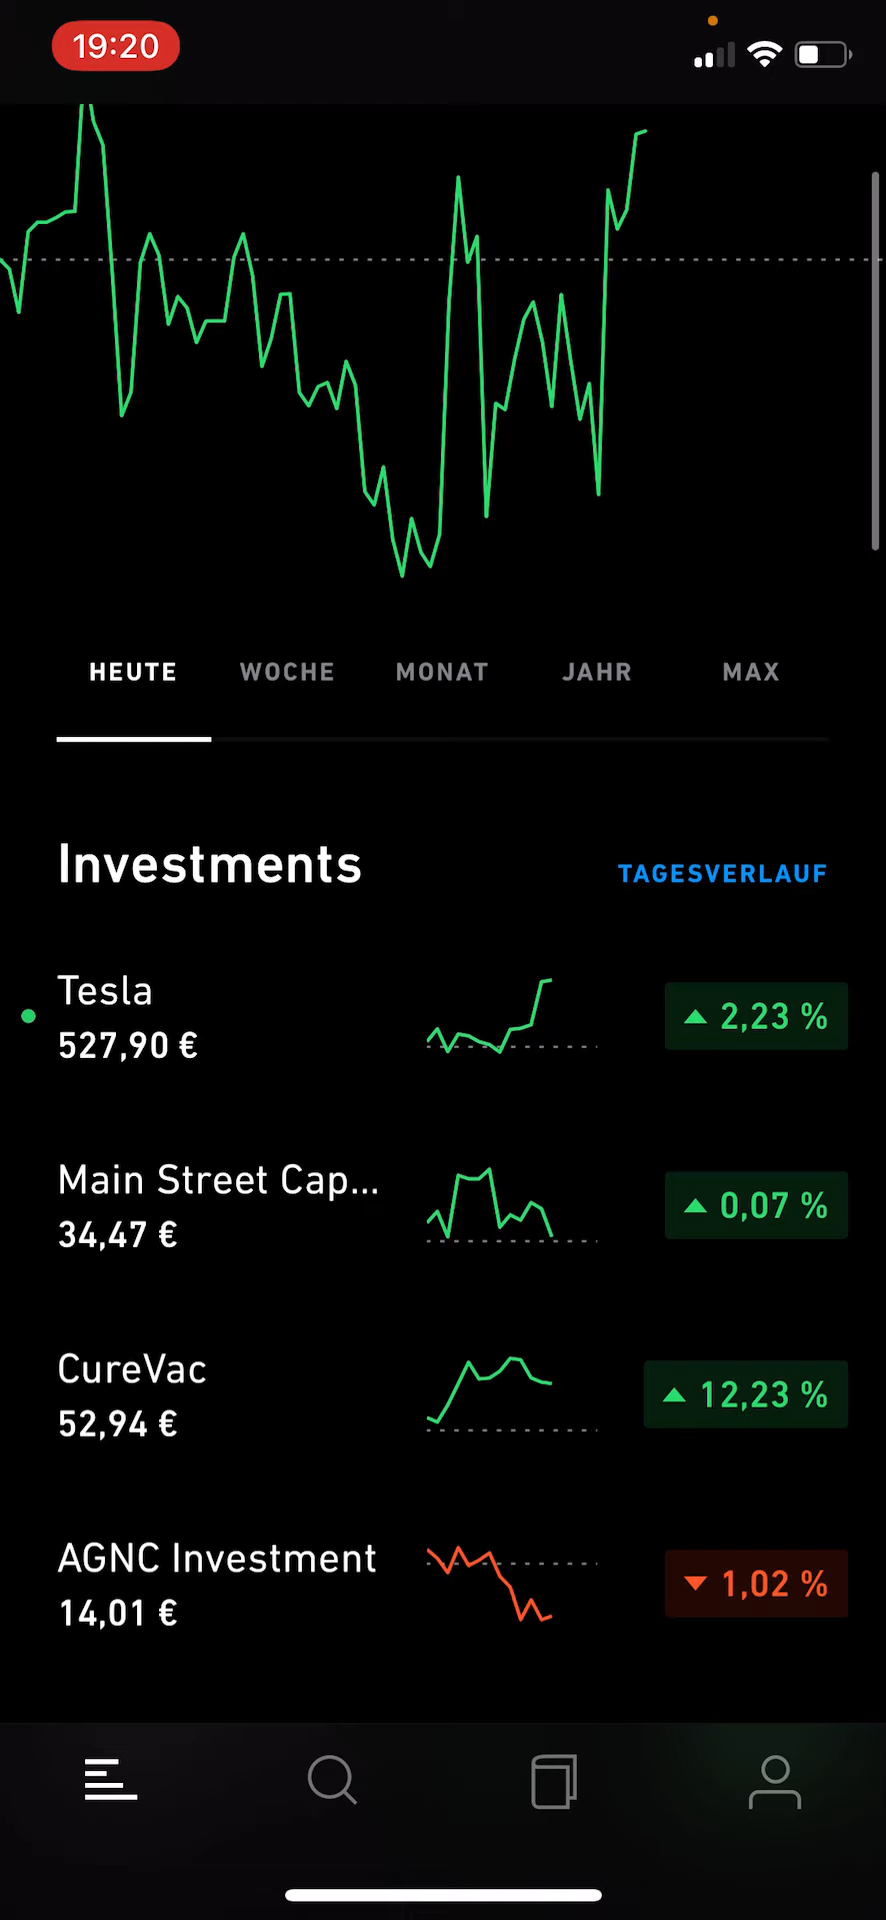 19:20
HEUTE WOCHE MONAT JAHR MAX
Investments
TAGESVERLAUF
Tesla
527,90 €
2,23 %
Main Street Cap...
34,47 €
0,07 %
CureVac
52,94 €
12,23 %
AGNC Investment
14,01 €
1,02 %